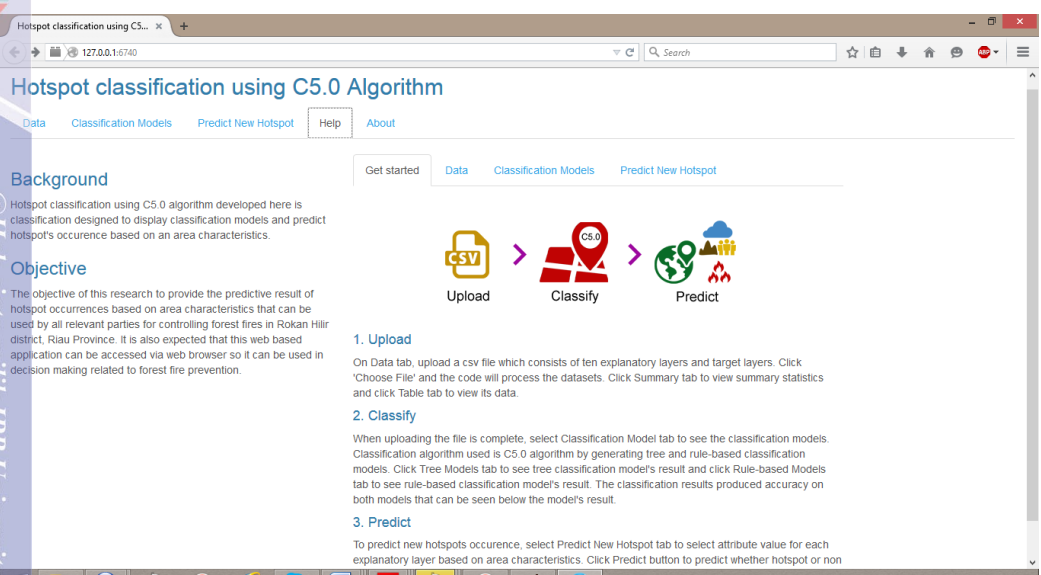 Hotspot classification using C5...
127.0.0.1:6740
Search
ABP
Hotspot classification using C5.0 Algorithm
Data
Classification Models
Predict New Hotspot
Help
About
Background
Hotspot classification using C5.0 algorithm developed here is
classification designed to display classification models and predict
hotspot's occurence based on an area characteristics.
Objective
The objective of this research to provide the predictive result of
hotspot occurrences based on area characteristics that can be
used by all relevant parties for controlling forest fires in Rokan Hilir
district, Riau Province. It is also expected that this web based
application can be accessed via web browser so it can be used in
decision making related to forest fire prevention.
Get started
Data
Classification Models
Predict New Hotspot
CSV
C5.0
Upload
Classify
Predict
1. Upload
On Data tab, upload a csv file which consists of ten explanatory layers and target layers. Click
'Choose File' and the code will process the datasets. Click Summary tab to view summary statistics
and click Table tab to view its data.
2. Classify
When uploading the file is complete, select Classification Model tab to see the classification models.
Classification algorithm used is C5.0 algorithm by generating tree and rule-based classification
models. Click Tree Models tab to see tree classification model's result and click Rule-based Models
tab to see rule-based classification model's result. The classification results produced accuracy on
both models that can be seen below the model's result.
3. Predict
To predict new hotspots occurence, select Predict New Hotspot tab to select attribute value for each
explanatory layer based on area characteristics. Click Predict button to predict whether hotspot or non